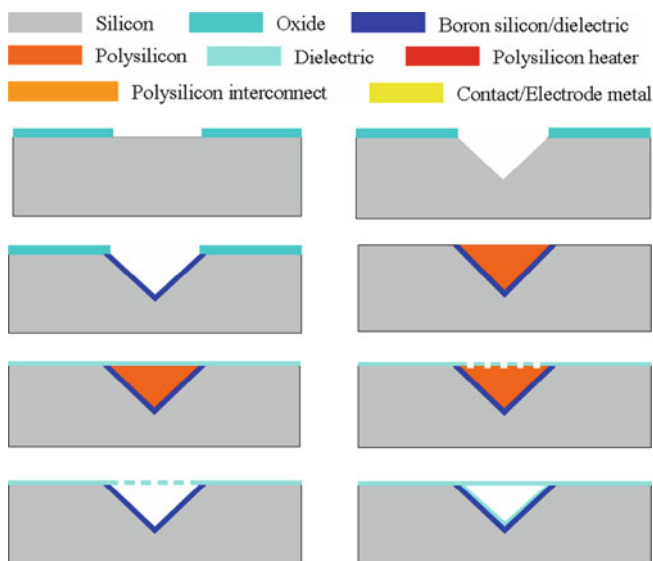 Silicon Oxide Boron silicon/dielectric
Polysilicon Dielectric Polysilicon heater
Polysilicon interconnect Contact/Electrode metal